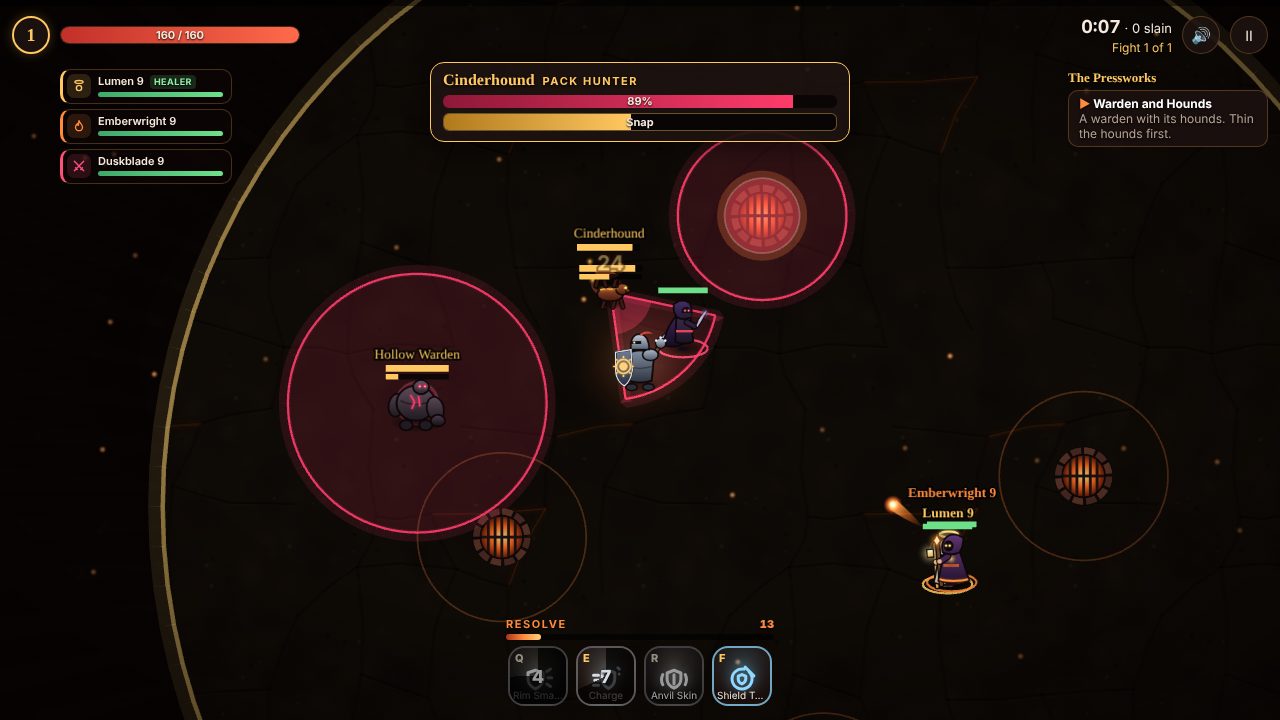 1
160 / 160
Lumen 9 HEALER
Emberwright 9
Duskblade 9
Cinderhound PACK HUNTER
89%
Snap
0:07 · 0 slain
Fight 1 of 1
The Pressworks
Warden and Hounds
A warden with its hounds. Thin
the hounds first.
Cinderhound
24
Hollow Warden
Emberwright 9
Lumen 9
RESOLVE 13
Q 4 Rim Sma...
E 7 Charge
R Anvil Skin
F Shield T...